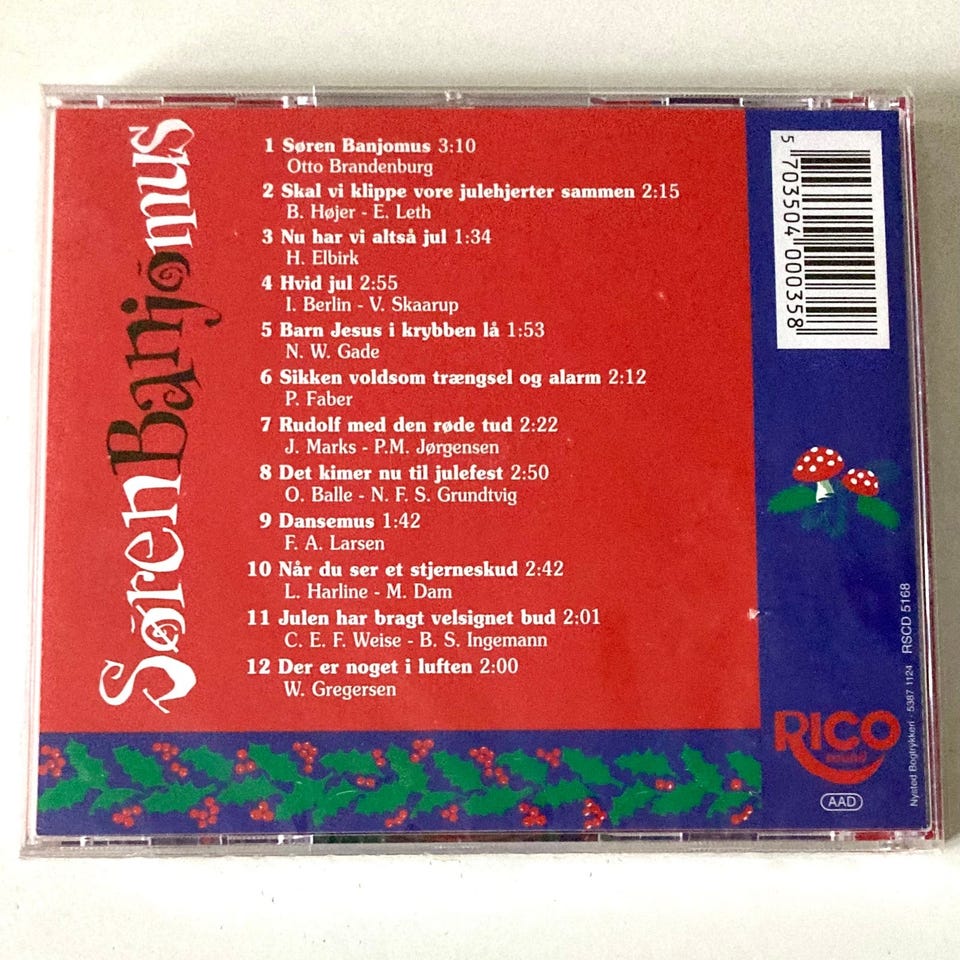 Søren Banjomus
1 Søren Banjomus 3:10
Otto Brandenburg
2 Skal vi klippe vore julehjerter sammen 2:15
B. Højer - E. Leth
3 Nu har vi altså jul 1:34
H. Elbirk
4 Hvid jul 2:55
I. Berlin - V. Skaarup
5 Barn Jesus i krybben lå 1:53
N. W. Gade
6 Sikken voldsom trængsel og alarm 2:12
P. Faber
7 Rudolf med den røde tud 2:22
J. Marks - P.M. Jørgensen
8 Det kimer nu til julefest 2:50
O. Balle - N. F. S. Grundtvig
9 Dansemus 1:42
F. A. Larsen
10 Når du ser et stjerneskud 2:42
L. Harline - M. Dam
11 Julen har bragt velsignet bud 2:01
C. E. F. Weise - B. S. Ingemann
12 Der er noget i luften 2:00
W. Gregersen
5 703504 000358
RICO
sound
AAD
Nysted Bogtrykkeri - 5387 1124 RSCD 5168